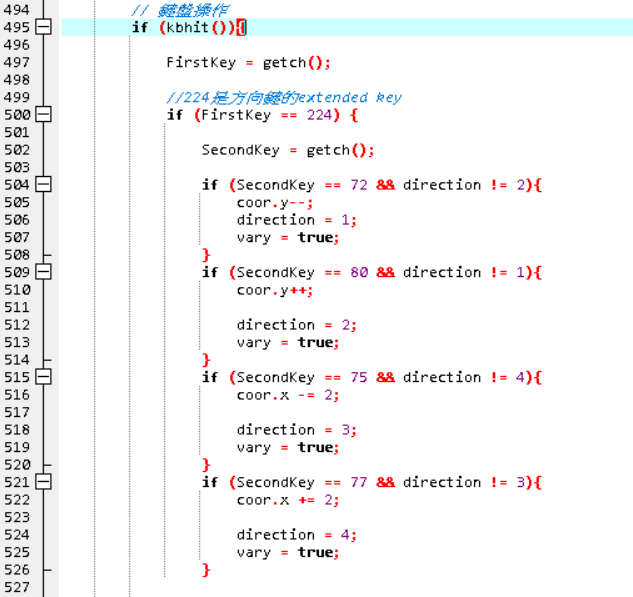 494 // 鍵盤操作
495 if (kbhit()){
496
497 FirstKey = getch();
498
499 //224是方向鍵的extended key
500 if (FirstKey == 224) {
501
502 SecondKey = getch();
503
504 if (SecondKey == 72 && direction != 2){
505 coor.y--;
506 direction = 1;
507 vary = true;
508 }
509 if (SecondKey == 80 && direction != 1){
510 coor.y++;
511
512 direction = 2;
513 vary = true;
514 }
515 if (SecondKey == 75 && direction != 4){
516 coor.x -= 2;
517
518 direction = 3;
519 vary = true;
520 }
521 if (SecondKey == 77 && direction != 3){
522 coor.x += 2;
523
524 direction = 4;
525 vary = true;
526 }
527